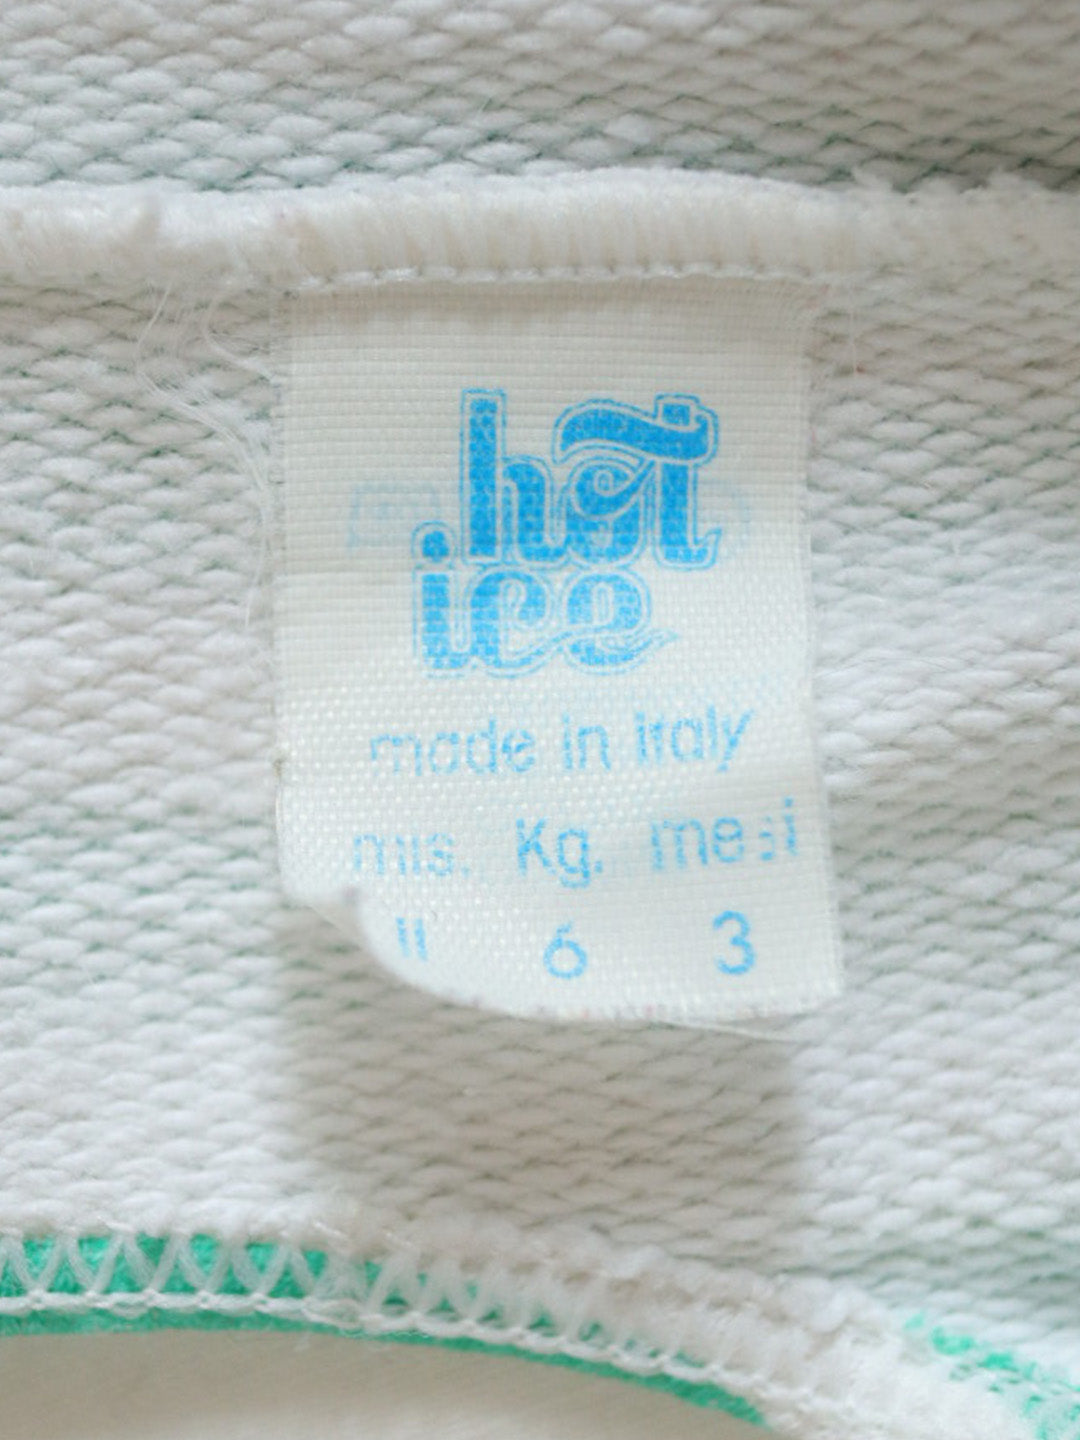 hot
ice
made in italy
mis. Kg. mesi
II 6 3